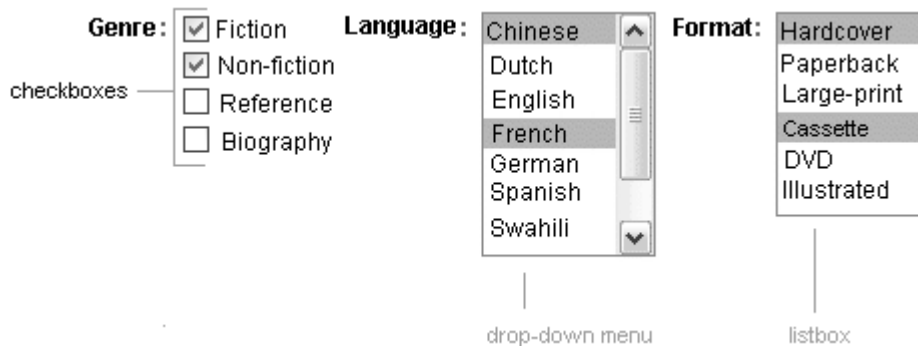 Genre:
Fiction
Non-fiction
Reference
Biography
checkboxes
Language:
Chinese
Dutch
English
French
German
Spanish
Swahili
drop-down menu
Format:
Hardcover
Paperback
Large-print
Cassette
DVD
Illustrated
listbox